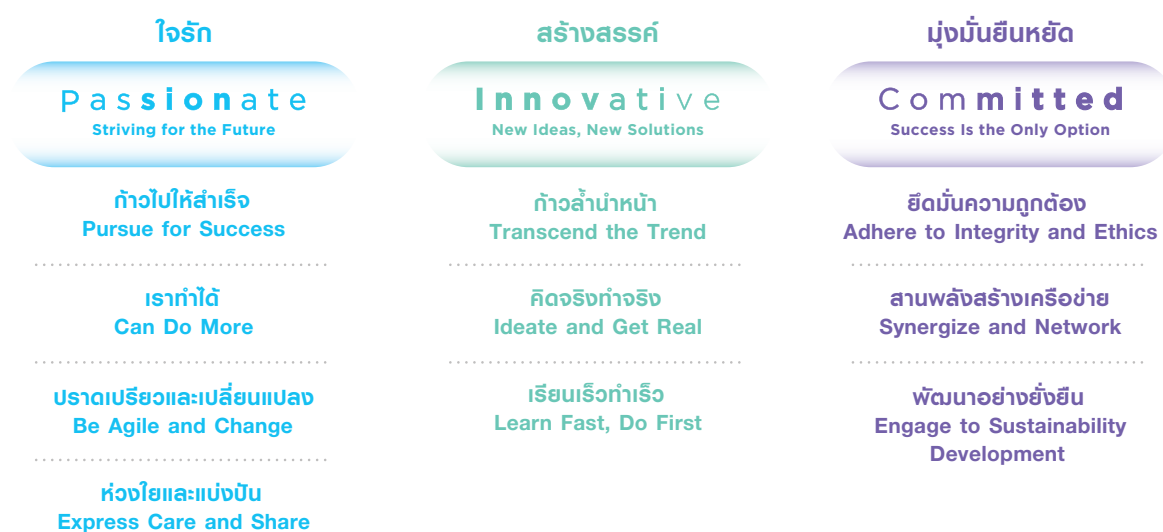 ใจรัก
Passionate
Striving for the Future
ก้าวไปให้สำเร็จ
Pursue for Success
เราทำได้
Can Do More
ปราดเปรียวและเปลี่ยนแปลง
Be Agile and Change
ห่วงใยและแบ่งปัน
Express Care and Share
สร้างสรรค์
Innovative
New Ideas, New Solutions
ก้าวล้ำนำหน้า
Transcend the Trend
คิดจริงทำจริง
Ideate and Get Real
เรียนเร็วทำเร็ว
Learn Fast, Do First
มุ่งมั่นยืนหยัด
Committed
Success Is the Only Option
ยึดมั่นความถูกต้อง
Adhere to Integrity and Ethics
สานพลังสร้างเครือข่าย
Synergize and Network
พัฒนาอย่างยั่งยืน
Engage to Sustainability
Development